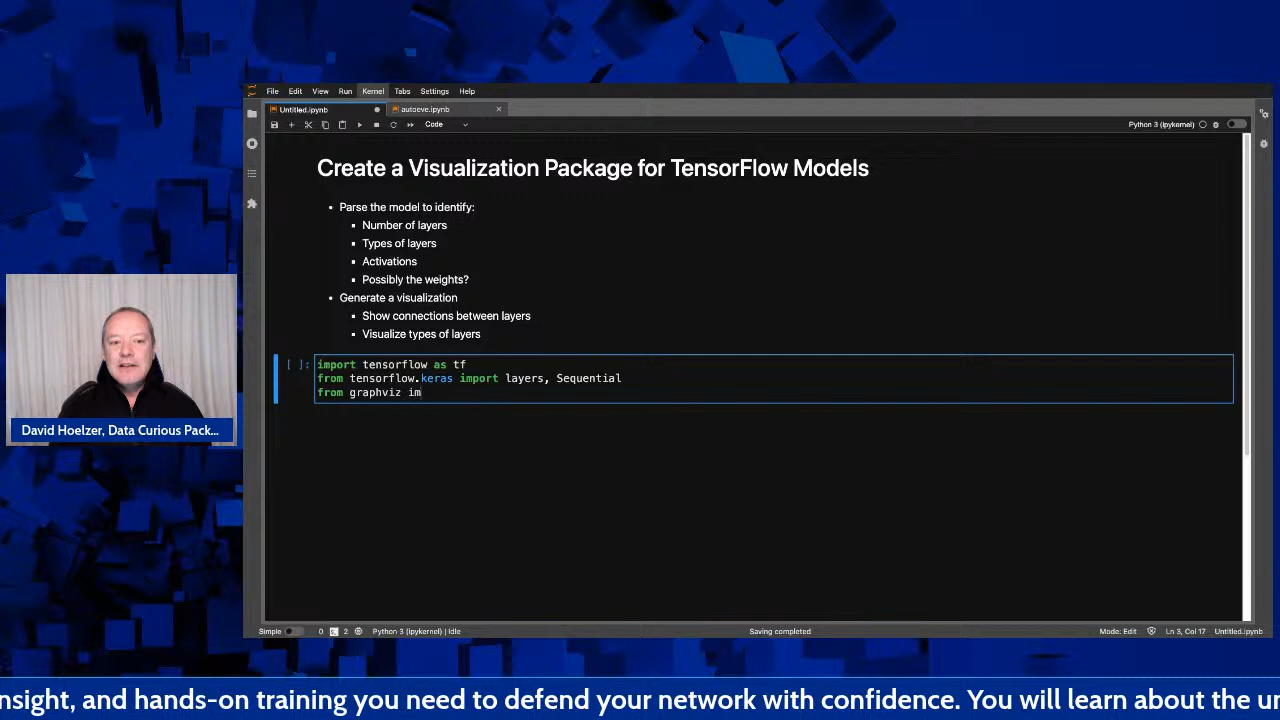 File Edit View Run Kernel Tabs Settings Help
Untitled.ipynb autoeve.ipynb
Code
Python 3 (ipykernel)
Create a Visualization Package for TensorFlow Models
Parse the model to identify:
Number of layers
Types of layers
Activations
Possibly the weights?
Generate a visualization
Show connections between layers
Visualize types of layers
[ ]: import tensorflow as tf
from tensorflow.keras import layers, Sequential
from graphviz im
David Hoelzer, Data Curious Pack...
Simple 0 2 Python 3 (ipykernel) | Idle Saving completed Mode: Edit Ln 3, Col 17 Untitled.ipynb
nsight, and hands-on training you need to defend your network with confidence. You will learn about the un